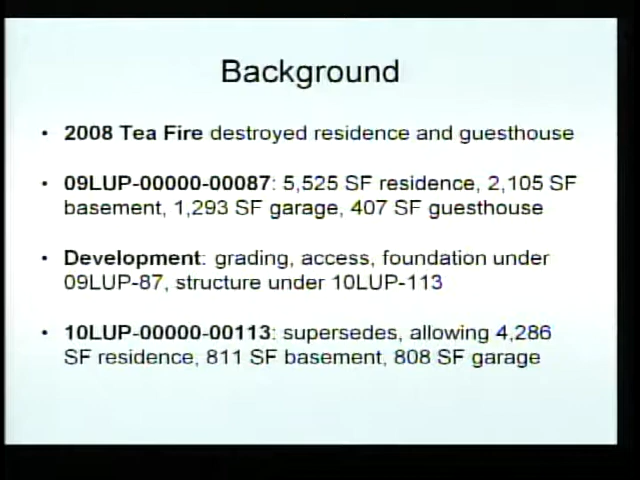 Background
• 2008 Tea Fire destroyed residence and guesthouse
• 09LUP-00000-00087: 5,525 SF residence, 2,105 SF
basement, 1,293 SF garage, 407 SF guesthouse
• Development: grading, access, foundation under
09LUP-87, structure under 10LUP-113
• 10LUP-00000-00113: supersedes, allowing 4,286
SF residence, 811 SF basement, 808 SF garage